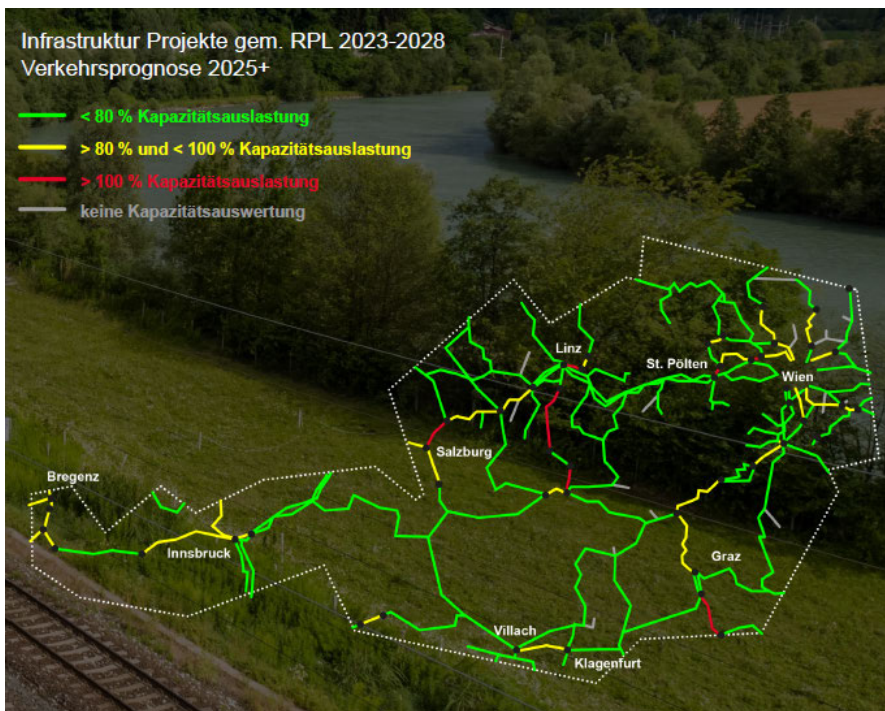 Infrastruktur Projekte gem. RPL 2023-2028
Verkehrsprognose 2025+
< 80 % Kapazitätsauslastung
> 80 % und < 100 % Kapazitätsauslastung
> 100 % Kapazitätsauslastung
keine Kapazitätsauswertung
Linz
St. Pölten
Wien
Salzburg
Bregenz
Innsbruck
Graz
Villach
Klagenfurt